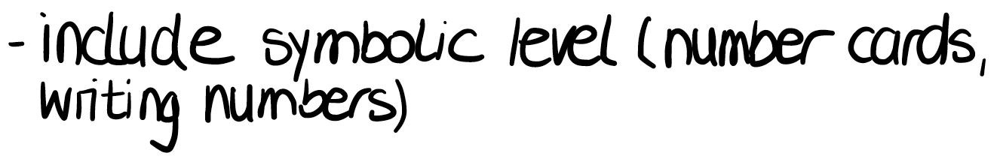 - include symbolic level (number cards,
writing numbers)